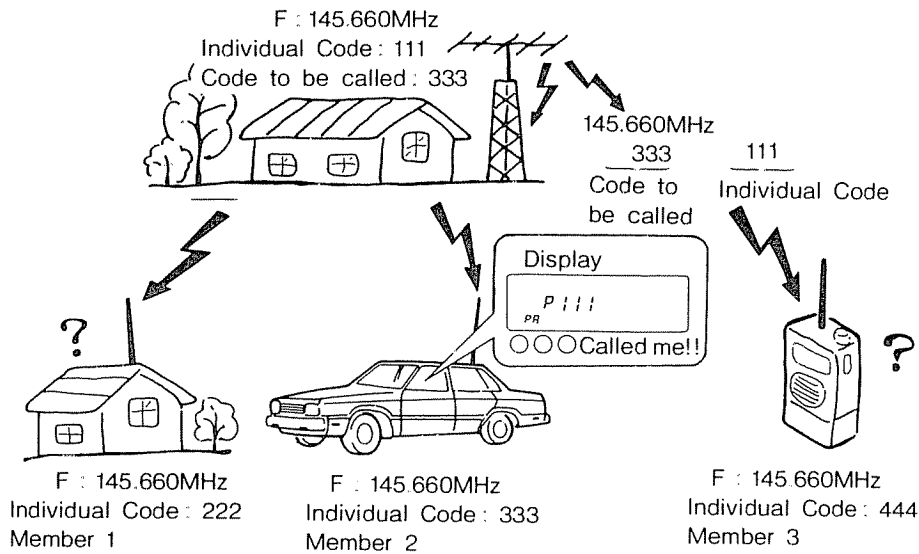 F : 145.660MHz
Individual Code : 111
Code to be called : 333
145.660MHz
333 111
Code to be called
Individual Code
Display
PR P111
○○○Called me!!
?
?
F : 145.660MHz
Individual Code : 222
Member 1
F : 145.660MHz
Individual Code : 333
Member 2
F : 145.660MHz
Individual Code : 444
Member 3